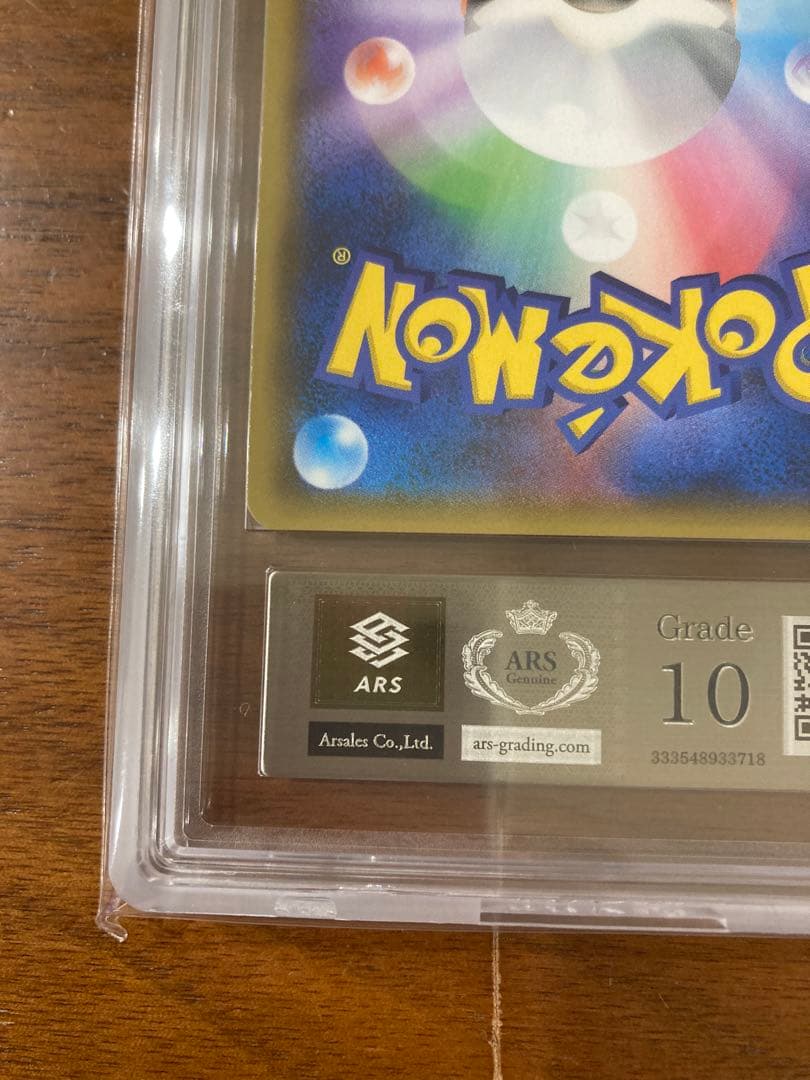 POKéMON
®
ARS
Arsales Co.,Ltd.
ARS
Genuine
ars-grading.com
Grade
10
333548933718